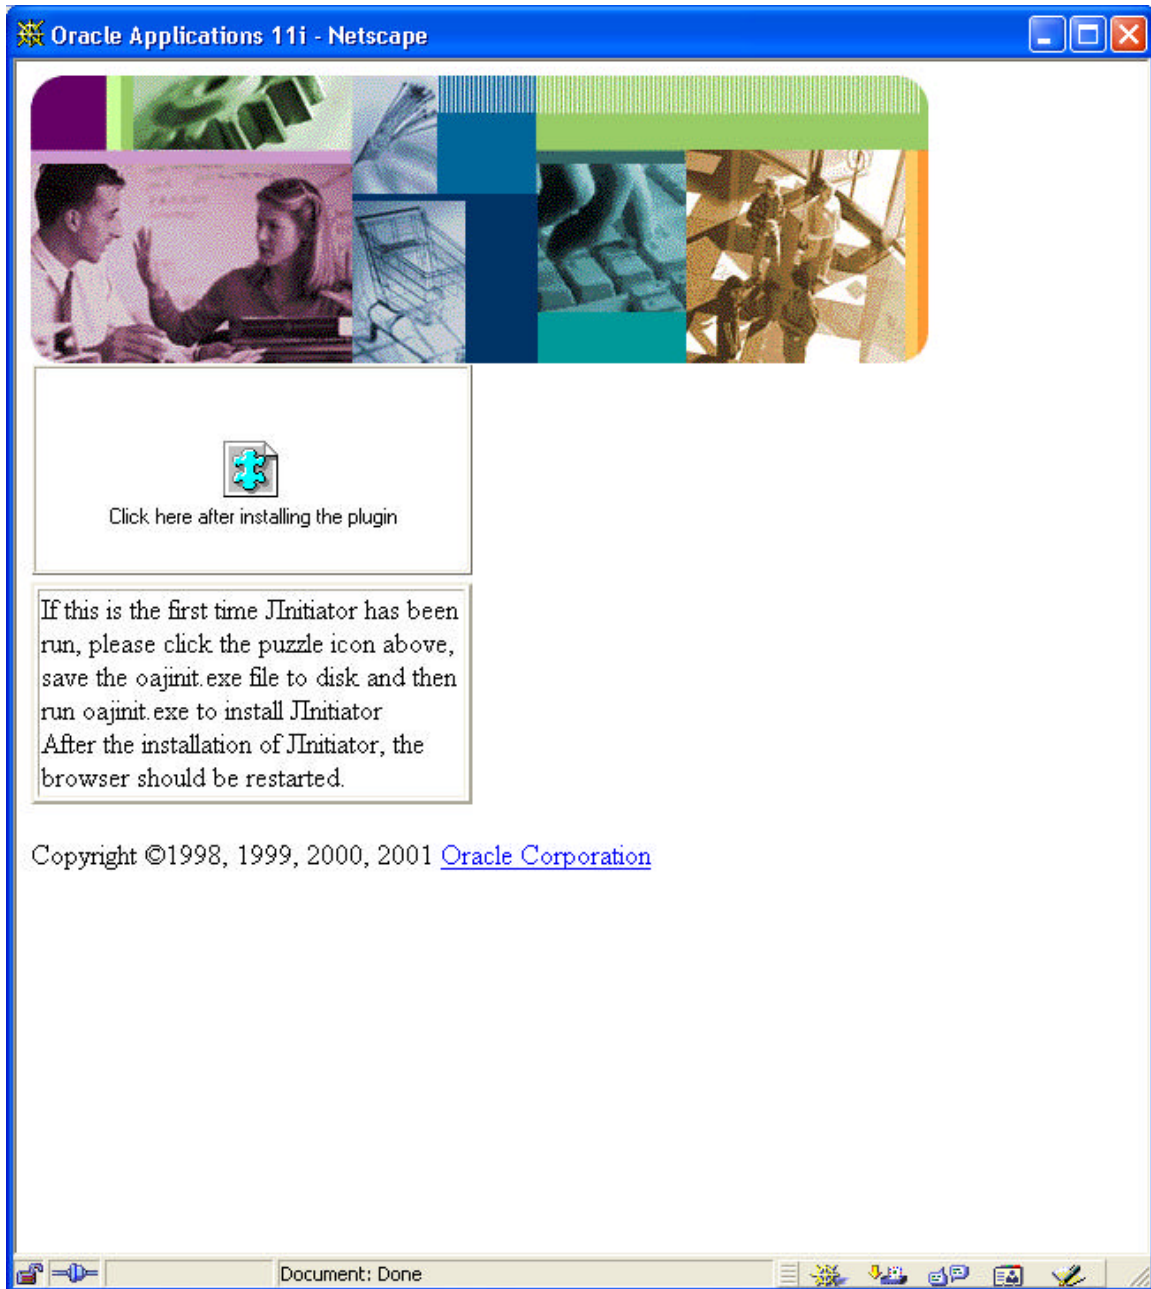 Oracle Applications 11i - Netscape
Click here after installing the plugin
If this is the first time JInitiator has been
run, please click the puzzle icon above,
save the oajinit.exe file to disk and then
run oajinit.exe to install JInitiator
After the installation of JInitiator, the
browser should be restarted.
Copyright ©1998, 1999, 2000, 2001 Oracle Corporation
Document: Done